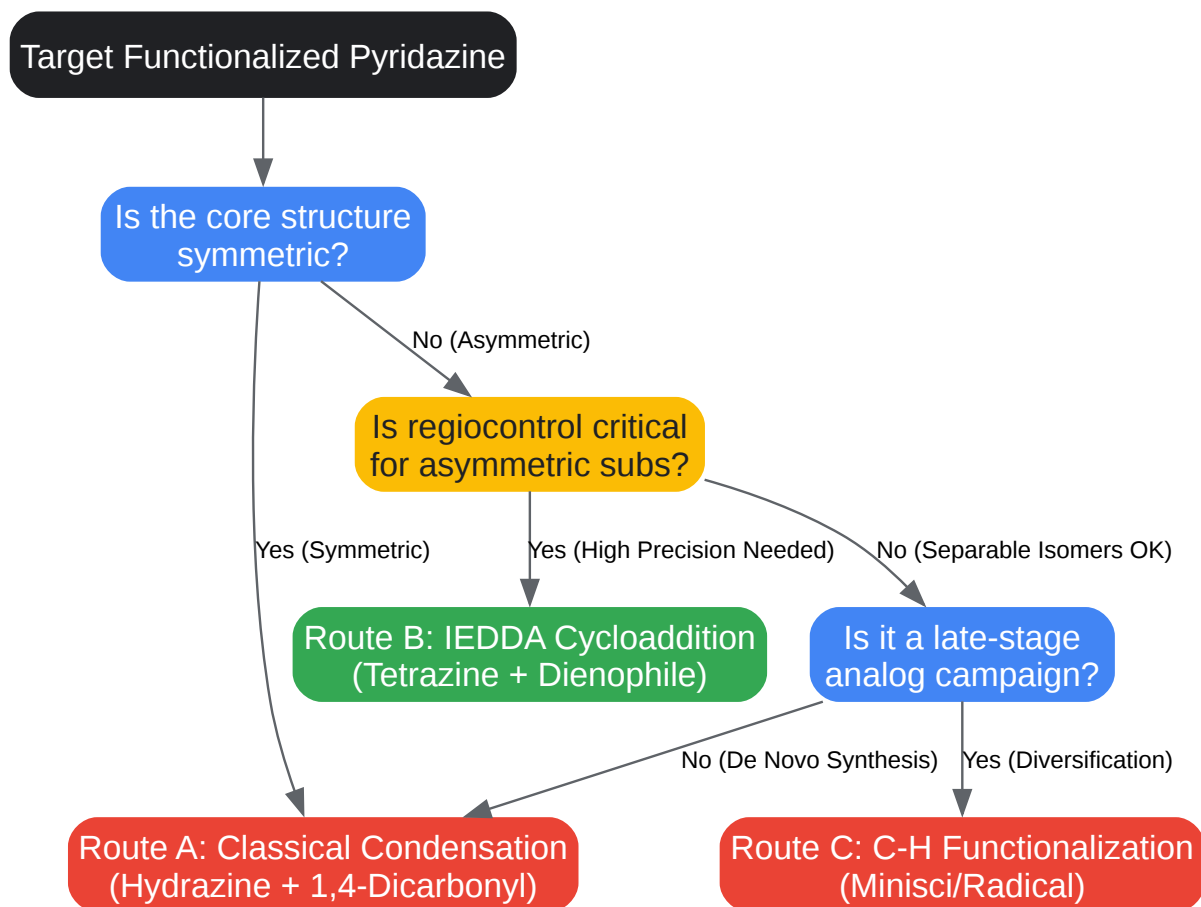 Target Functionalized Pyridazine
Is the core structure
symmetric?
No (Asymmetric)
Is regiocontrol critical
for asymmetric subs?
Yes (Symmetric)
Yes (High Precision Needed)
No (Separable Isomers OK)
Route B: IEDDA Cycloaddition
(Tetrazine + Dienophile)
Is it a late-stage
analog campaign?
No (De Novo Synthesis)
Yes (Diversification)
Route A: Classical Condensation
(Hydrazine + 1,4-Dicarbonyl)
Route C: C-H Functionalization
(Minisci/Radical)